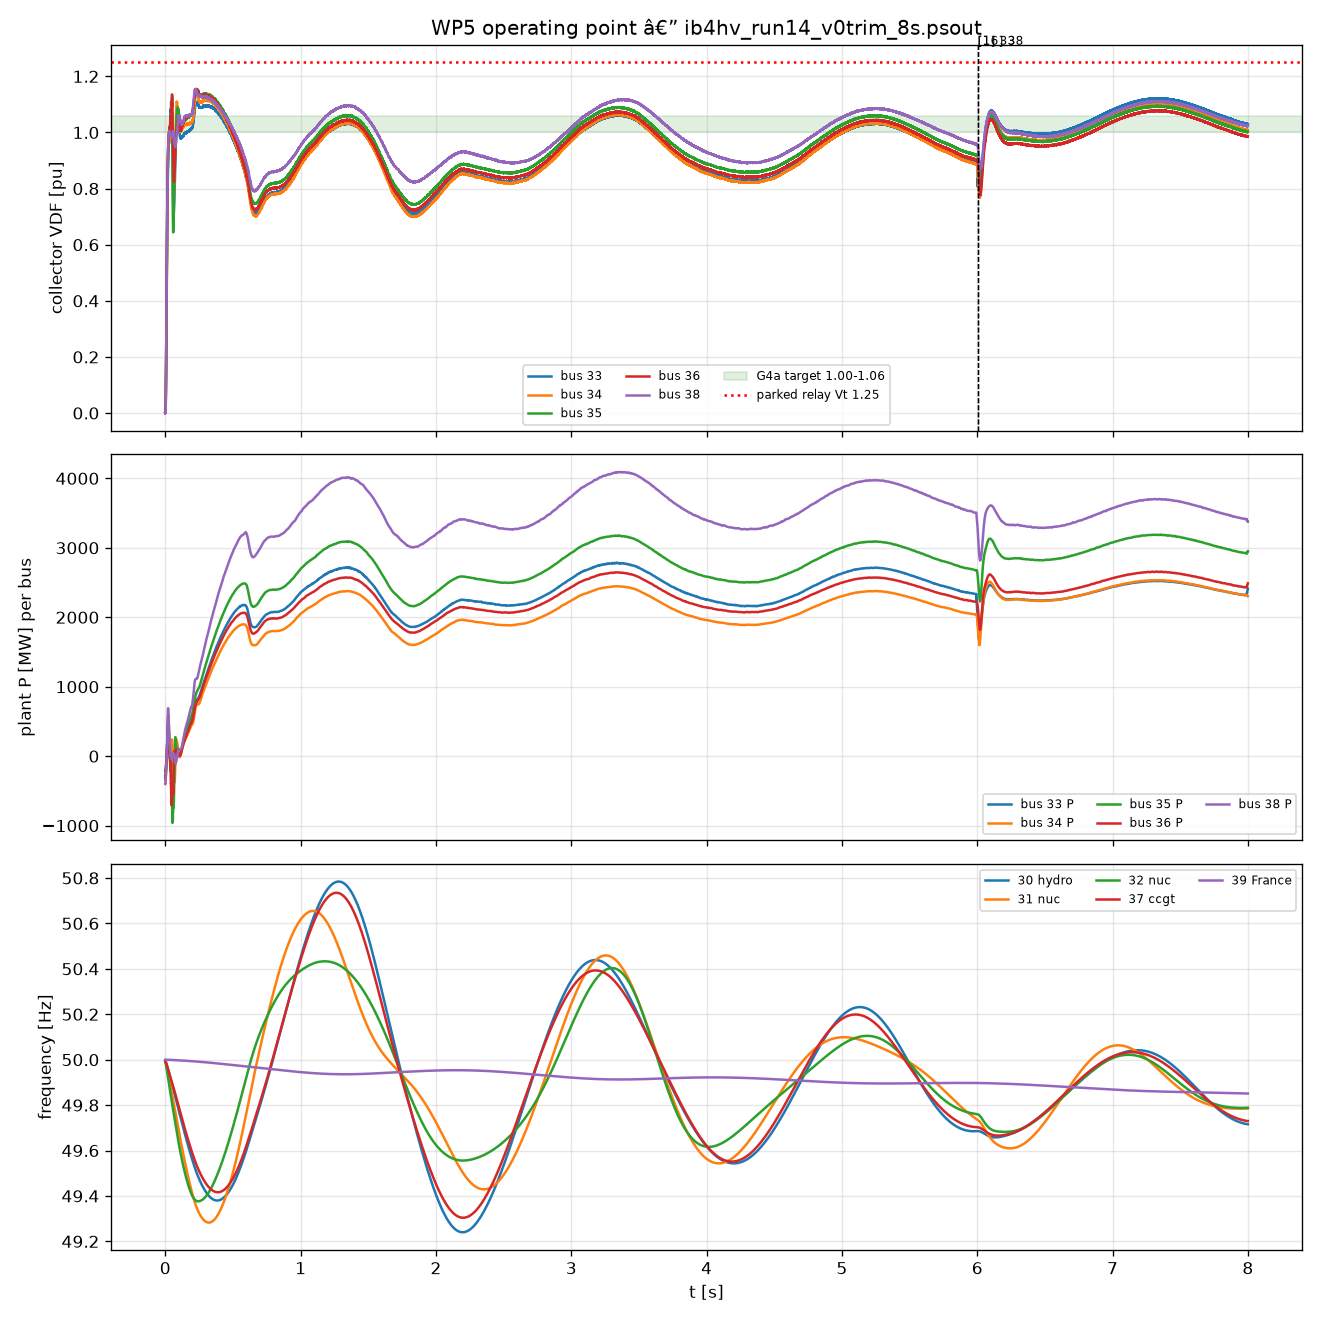 WP5 operating point â€” ib4hv_run14_v0trim_8s.psout
collector VDF [pu]
1.2
1.0
0.8
0.6
0.4
0.2
0.0
bus 33
bus 34
bus 35
bus 36
bus 38
G4a target 1.00-1.06
parked relay Vt 1.25
plant P [MW] per bus
4000
3000
2000
1000
0
−1000
bus 33 P
bus 34 P
bus 35 P
bus 36 P
bus 38 P
frequency [Hz]
50.8
50.6
50.4
50.2
50.0
49.8
49.6
49.4
49.2
30 hydro
31 nuc
32 nuc
37 ccgt
39 France
0 1 2 3 4 5 6 7 8
t [s]